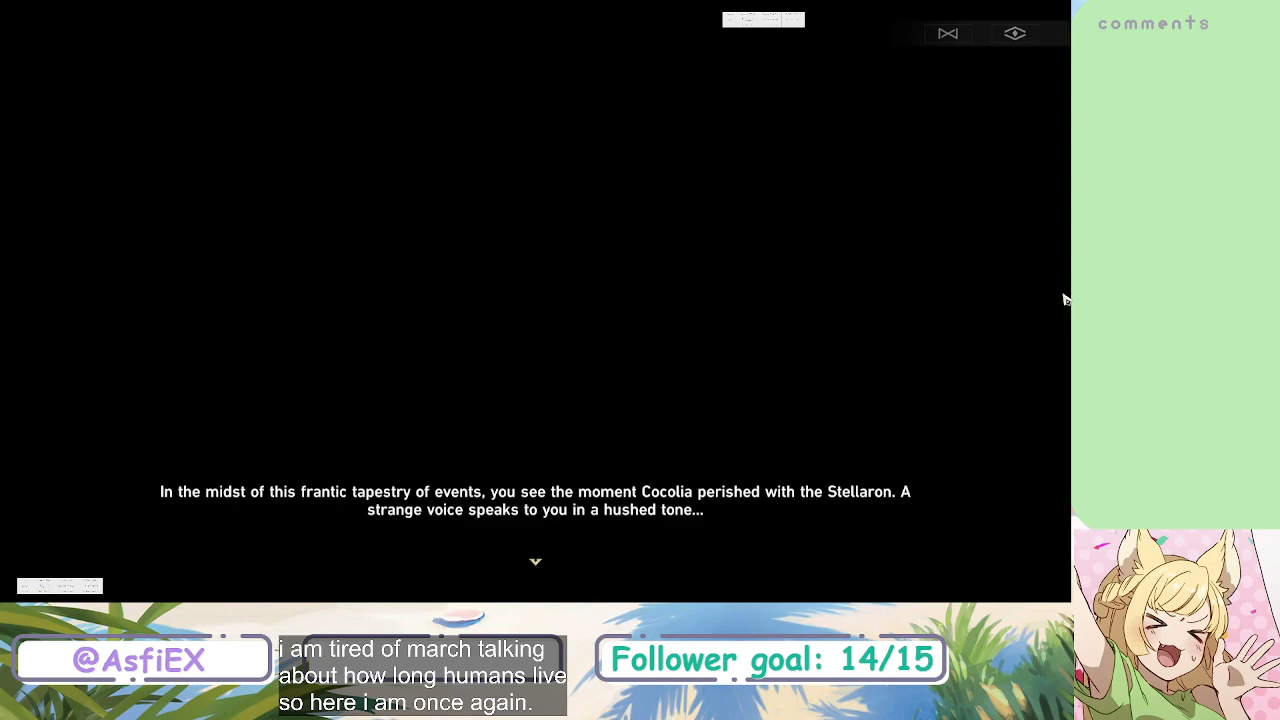 comments
In the midst of this frantic tapestry of events, you see the moment Cocolia perished with the Stellaron. A
strange voice speaks to you in a hushed tone...
@AsfiEX
i am tired of march talking
about how long humans live
so here i am once again.
Follower goal: 14/15